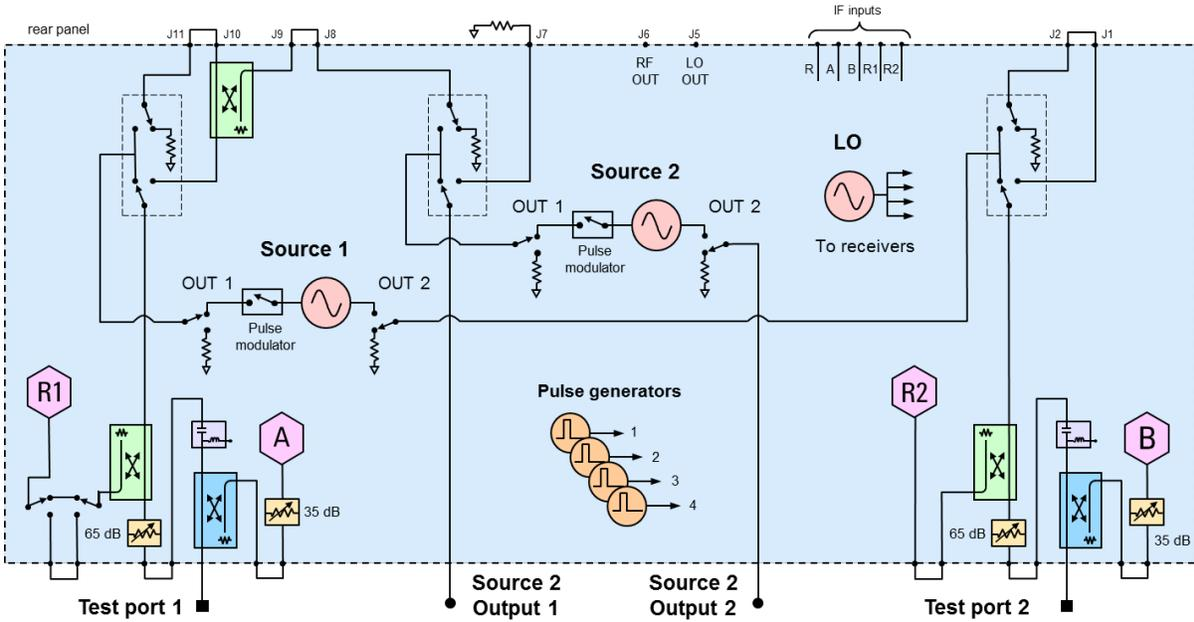 IF inputs
rear panel
J11
J10
J9
J8
J7
J6
J5
J2
J1
RF
OUT
LO
OUT
R
A
B
R1
R2
LO
To receivers
Source 2
OUT 1
OUT 2
Pulse
modulator
Source 1
OUT 1
OUT 2
Pulse
modulator
R1
A
65 dB
35 dB
Pulse generators
1
2
3
4
R2
B
65 dB
35 dB
Test port 1
Source 2
Output 1
Source 2
Output 2
Test port 2